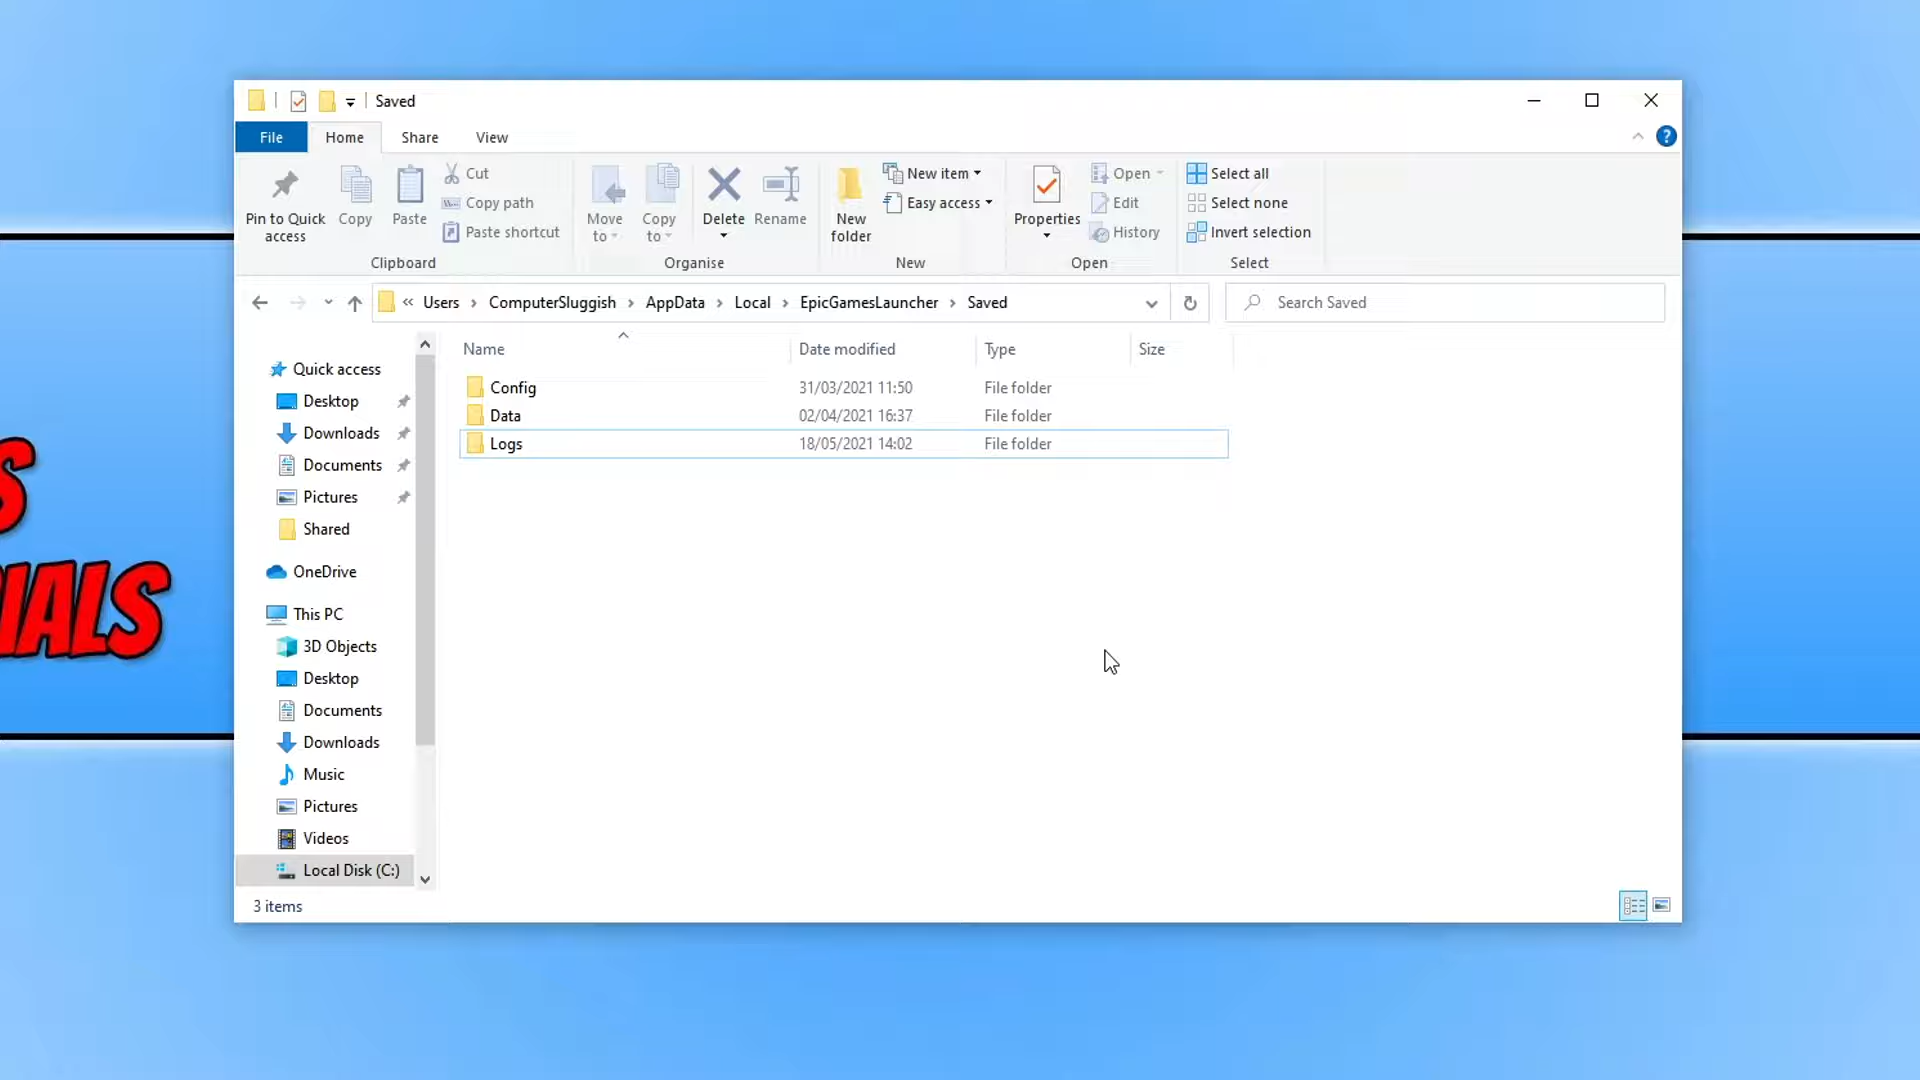 Saved
File Home Share View
Pin to Quick access
Copy
Paste
Cut
Copy path
Paste shortcut
Clipboard
Move to
Copy to
Delete
Rename
Organise
New folder
New item
Easy access
New
Properties
Open
Edit
History
Open
Select all
Select none
Invert selection
Select
« Users › ComputerSluggish › AppData › Local › EpicGamesLauncher › Saved
Search Saved
Name Date modified Type Size
Config 31/03/2021 11:50 File folder
Data 02/04/2021 16:37 File folder
Logs 18/05/2021 14:02 File folder
Quick access
Desktop
Downloads
Documents
Pictures
Shared
OneDrive
This PC
3D Objects
Desktop
Documents
Downloads
Music
Pictures
Videos
Local Disk (C:)
3 items
S
IALS